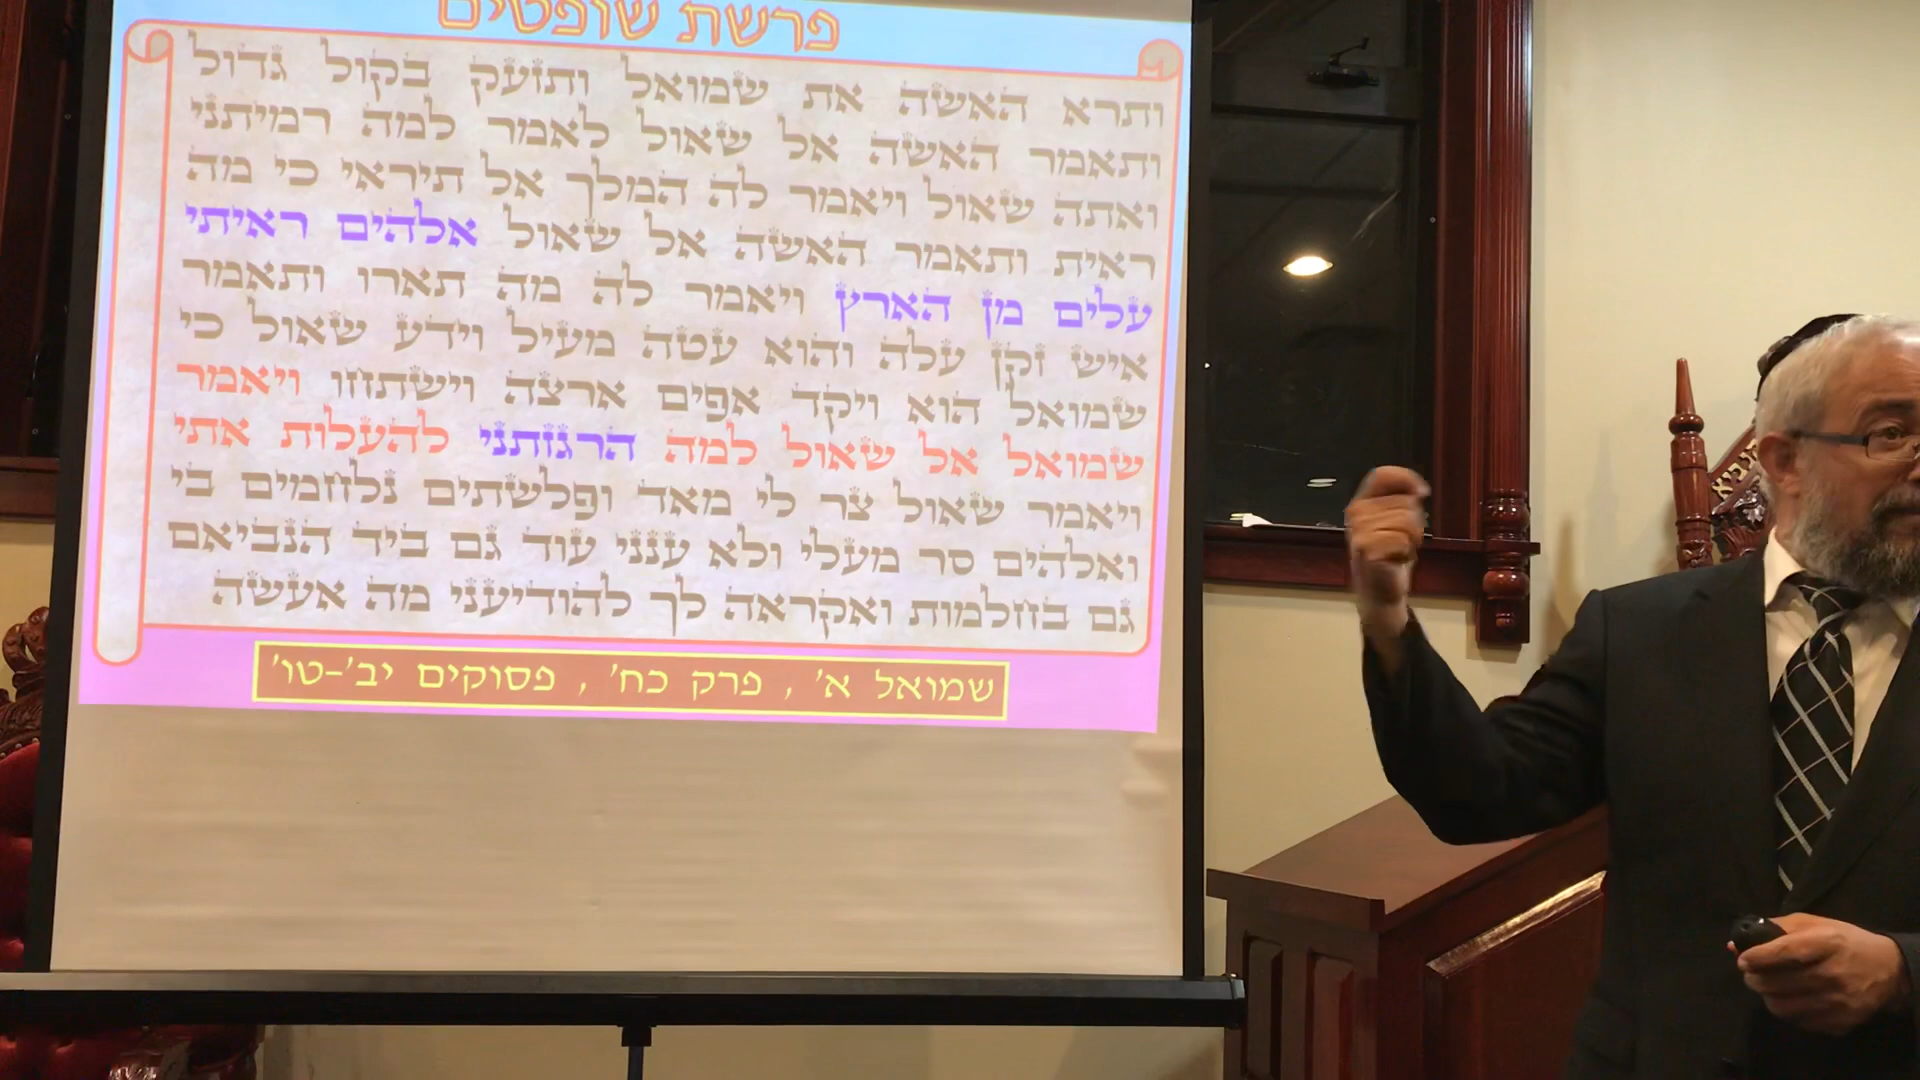 פרשת שופטים
ותרא האשה את שמואל ותזעק בקול גדול
ותאמר האשה אל שאול לאמר למה רמיתני
ואתה שאול ויאמר לה המלך אל תיראי כי מה
ראית ותאמר האשה אל שאול אלהים ראיתי
עלים מן הארץ ויאמר לה מה תארו ותאמר
איש זקן עלה והוא עטה מעיל וידע שאול כי
שמואל הוא ויקד אפים ארצה וישתחו ויאמר
שמואל אל שאול למה הרגזתני להעלות אתי
ויאמר שאול צר לי מאד ופלשתים נלחמים בי
ואלהים סר מעלי ולא ענני עוד גם ביד הנביאם
גם בחלמות ואקראה לך להודיעני מה אעשה
שמואל א׳ , פרק כח׳ , פסוקים יב׳-טו׳